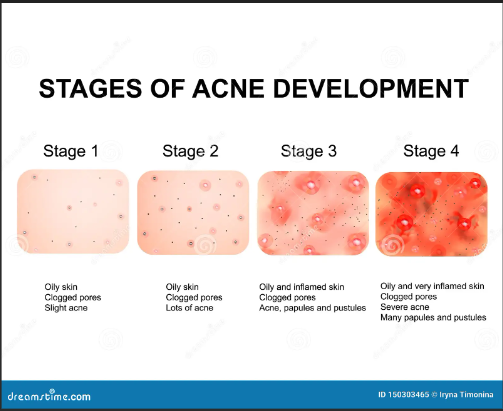 STAGES OF ACNE DEVELOPMENT
Stage 1
Stage 2
Stage 3
Stage 4
Oily skin
Clogged pores
Slight acne
Oily skin
Clogged pores
Lots of acne
Oily and inflamed skin
Clogged pores
Acne, papules and pustules
Oily and very inflamed skin
Clogged pores
Severe acne
Many papules and pustules
dreamstime.com
ID 150303465 © Iryna Timonina